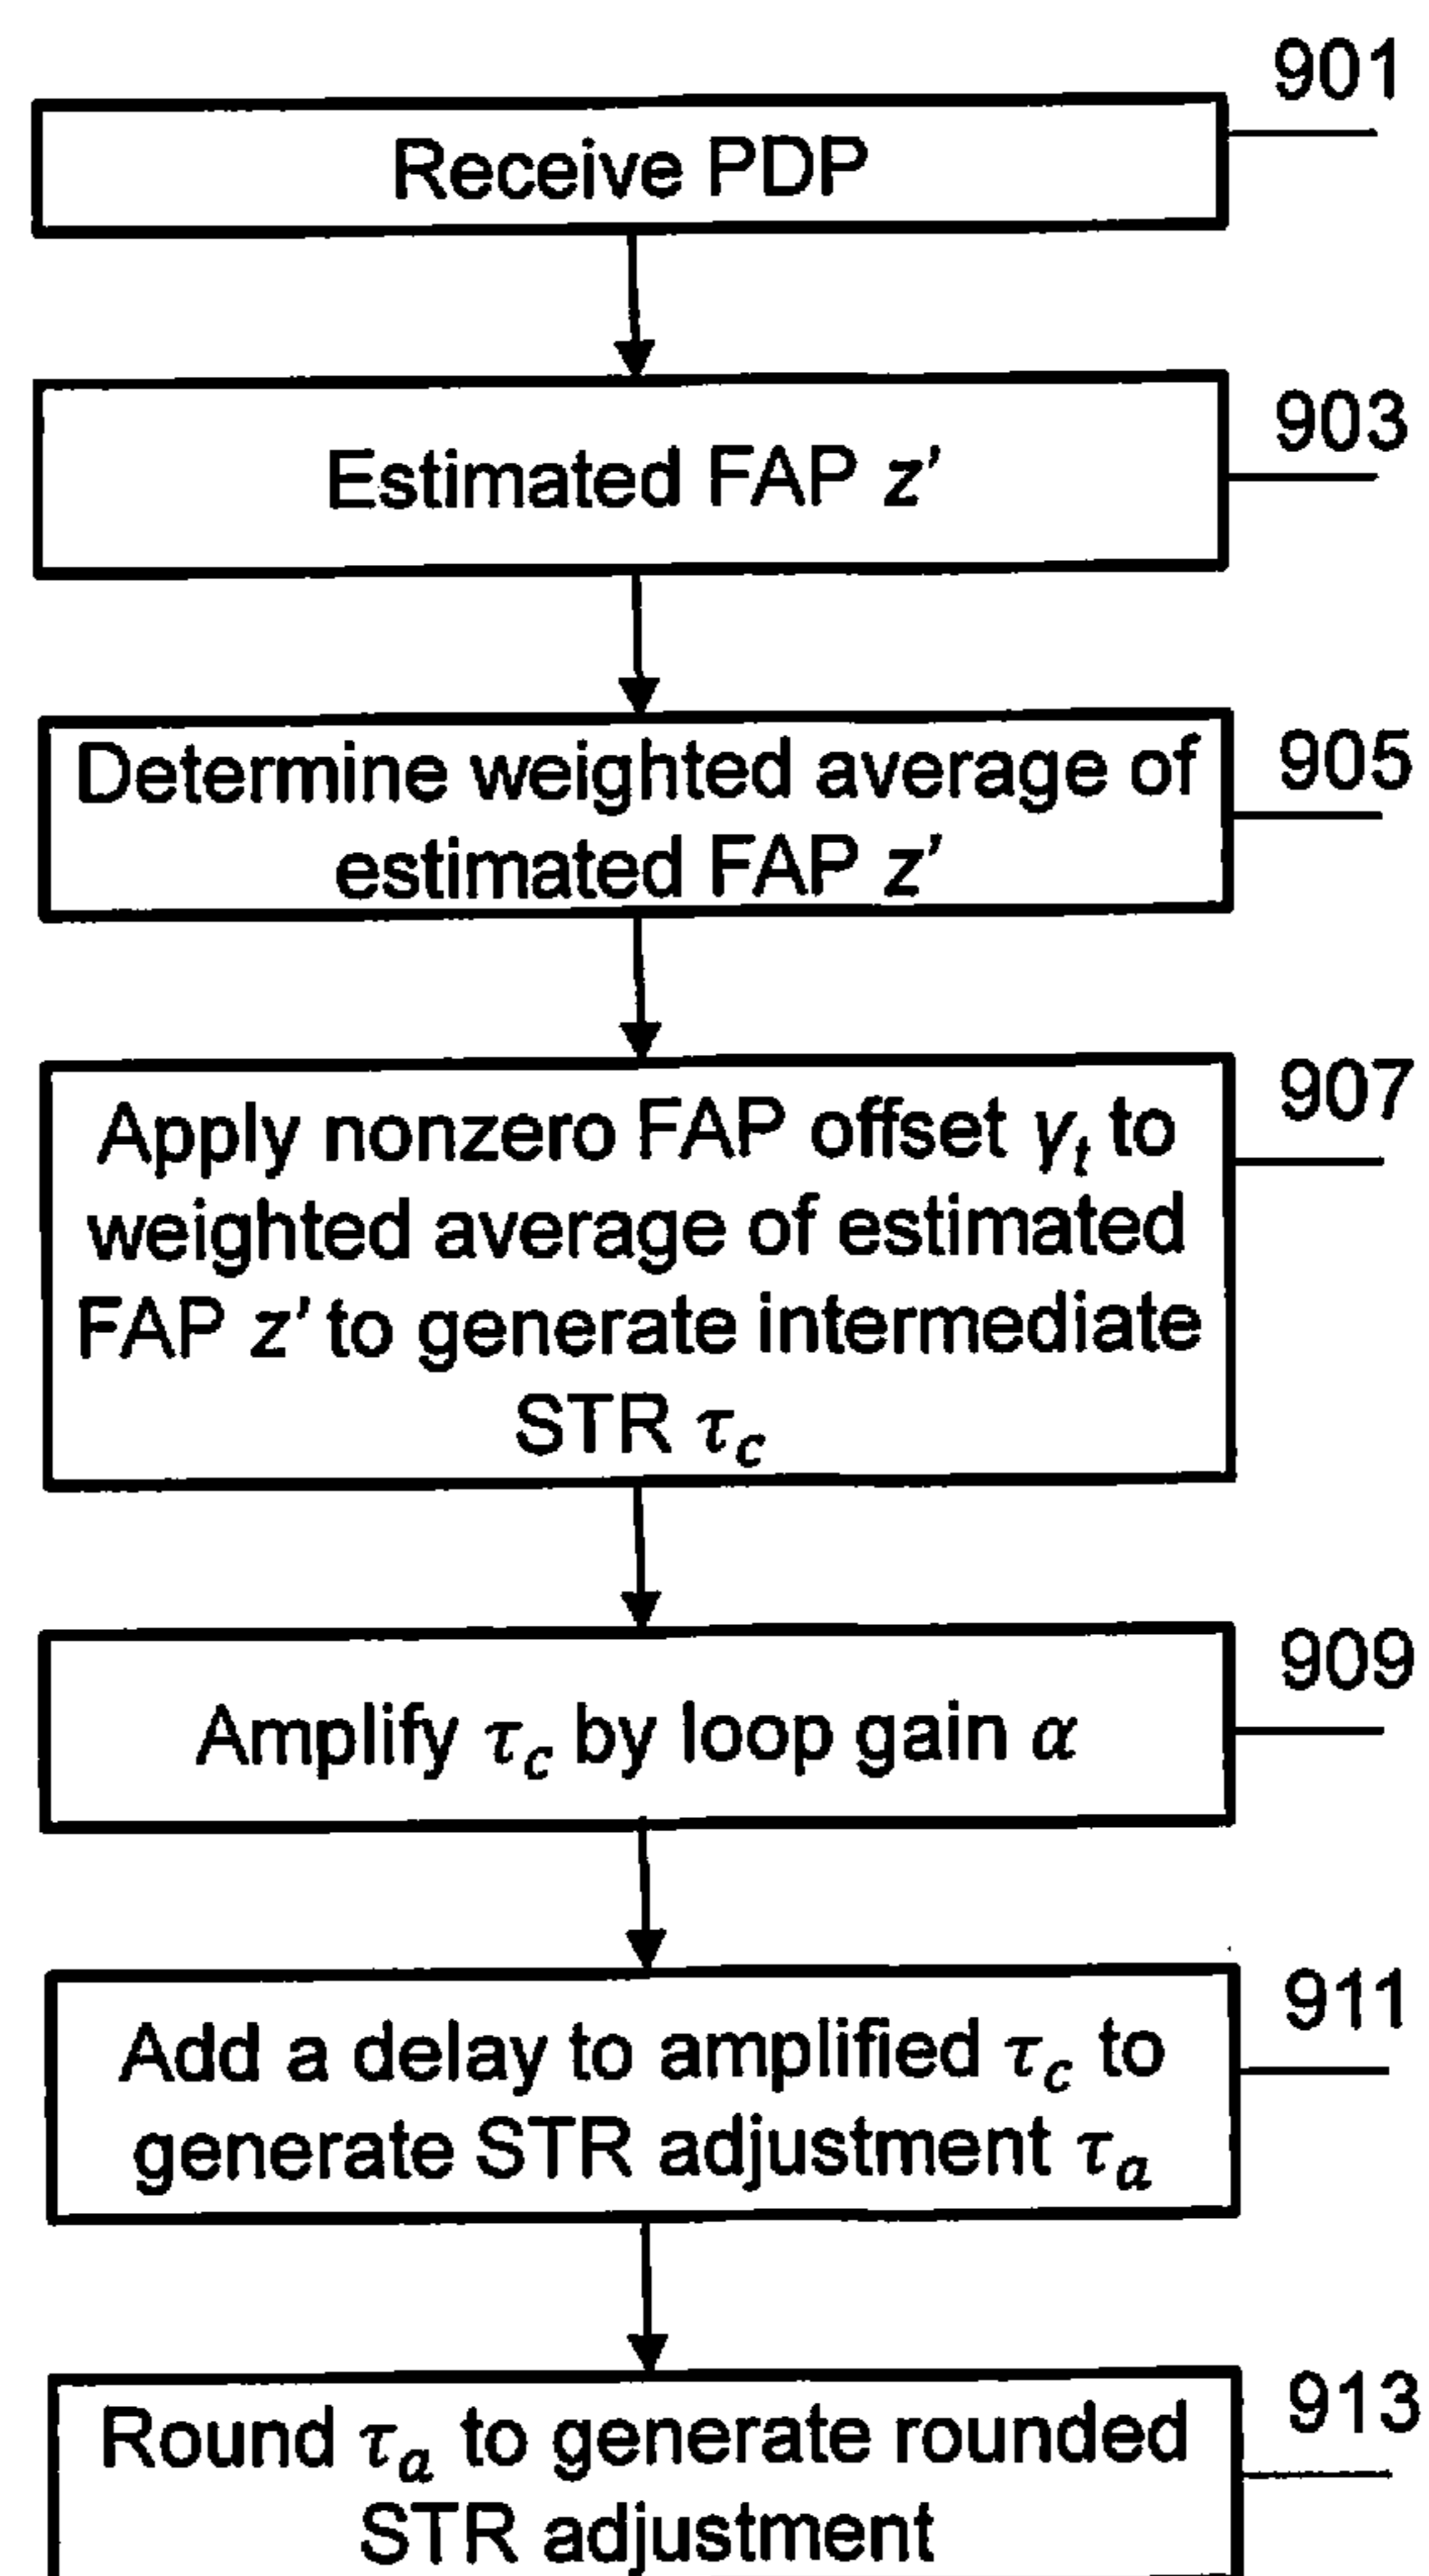 901
Receive PDP
903
Estimated FAP z'
905
Determine weighted average of
estimated FAP z'
907
Apply nonzero FAP offset γt to
weighted average of estimated
FAP z' to generate intermediate
STR τc
909
Amplify τc by loop gain α
911
Add a delay to amplified τc to
generate STR adjustment τa
913
Round τa to generate rounded
STR adjustment